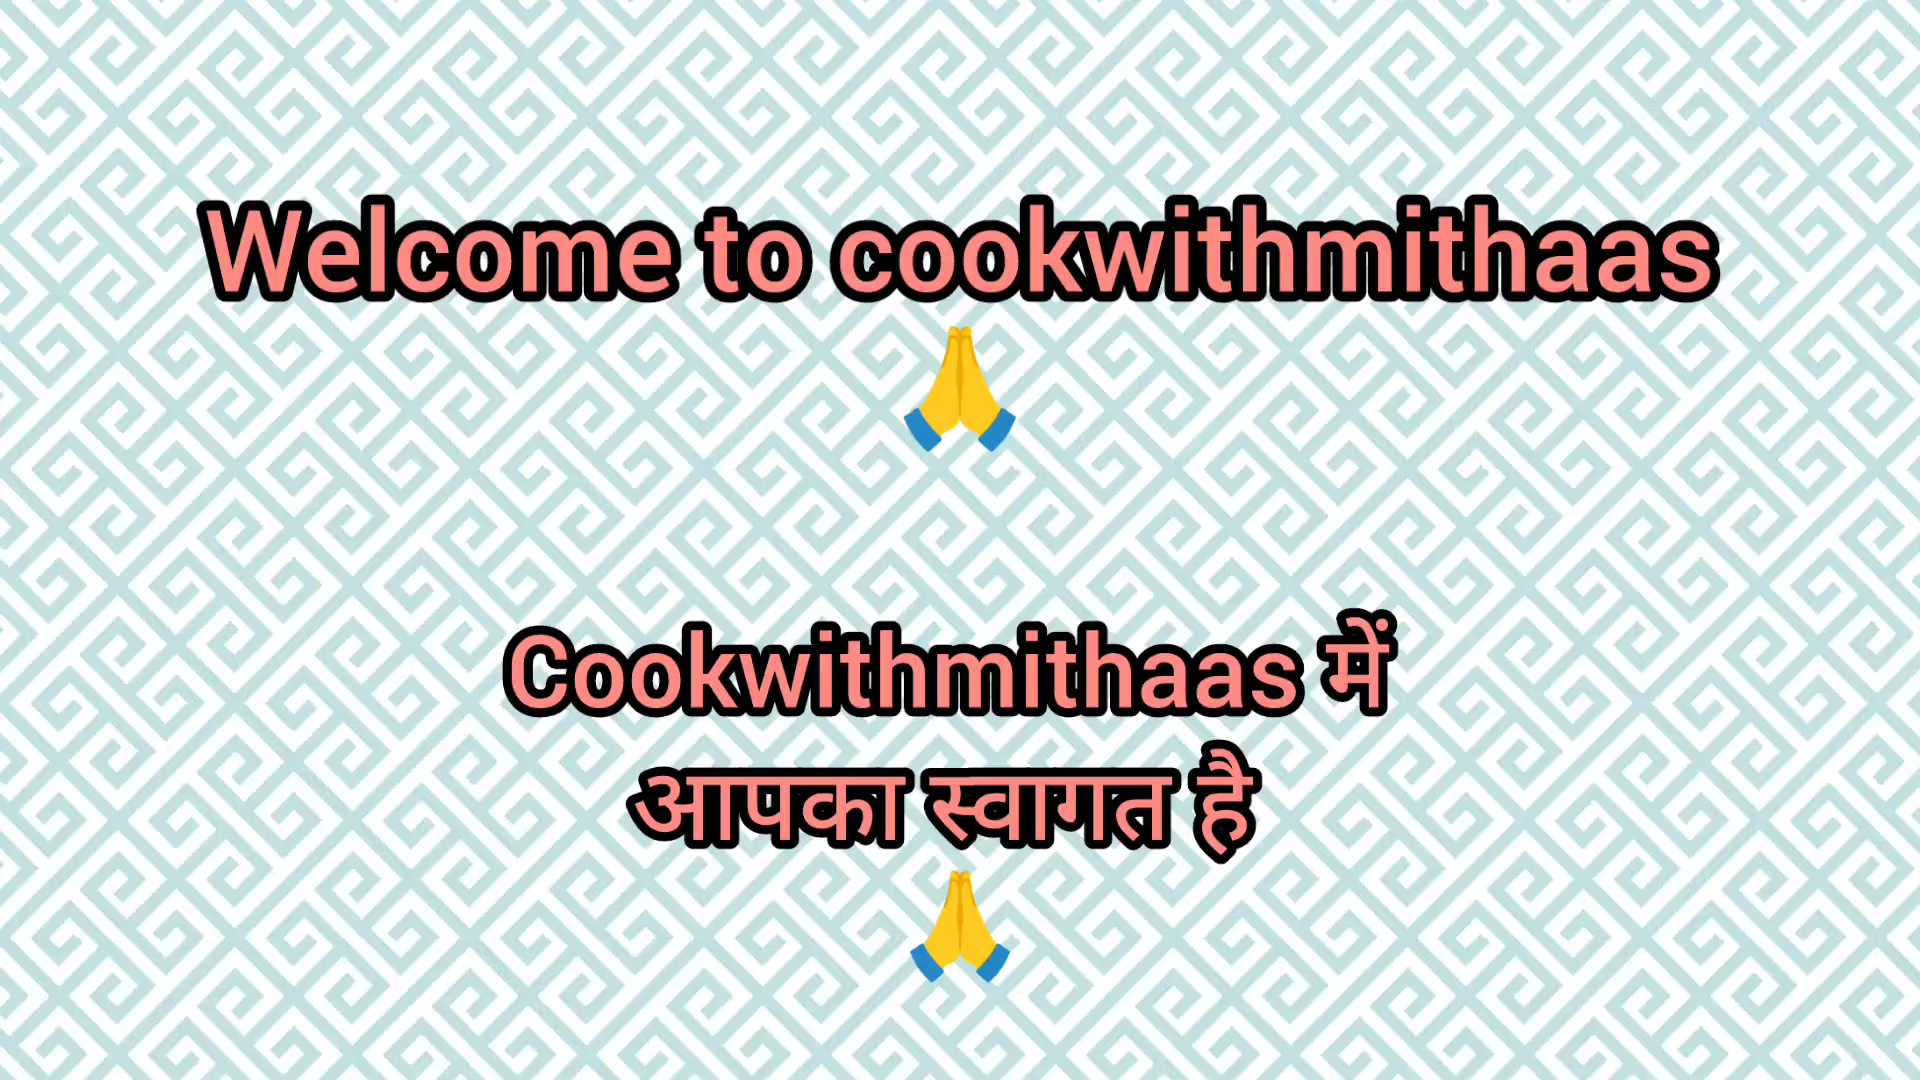 Welcome to cookwithmithaas
🙏
Cookwithmithaas में
आपका स्वागत है
🙏